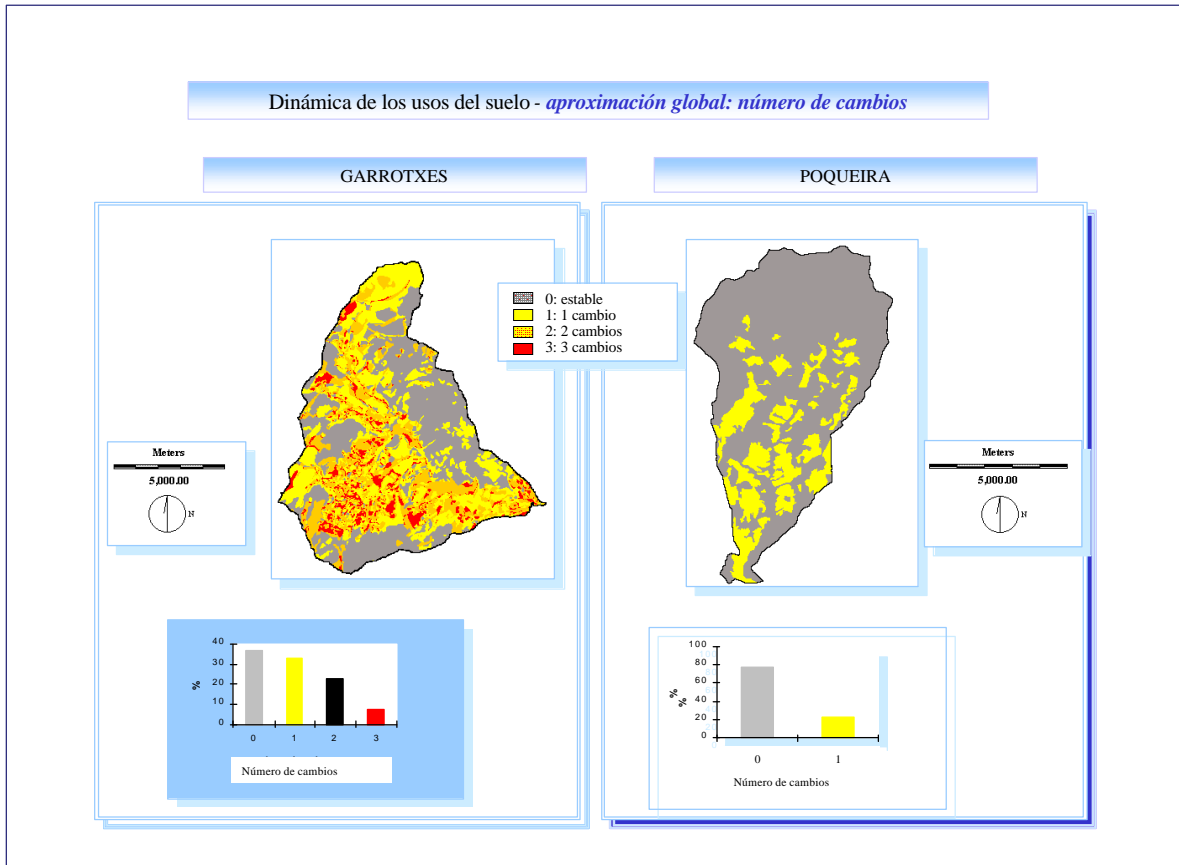 Dinámica de los usos del suelo - aproximación global: número de cambios
GARROTXES
POQUEIRA
0: estable
1: 1 cambio
2: 2 cambios
3: 3 cambios
Meters
5,000.00
N
Meters
5,000.00
N
40
30
20
10
0
%
0 1 2 3
Número de cambios
100
80
60
40
20
0
%
%
0 1
Número de cambios